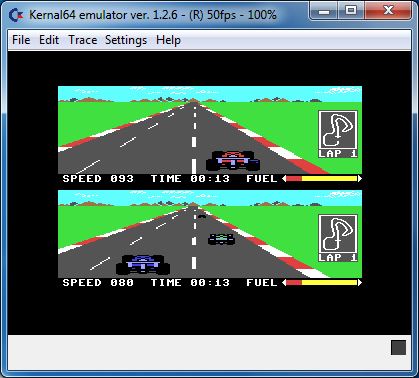 Kernal64 emulator ver. 1.2.6 - (R) 50fps - 100%
File Edit Trace Settings Help
LAP 1
SPEED 093 TIME 00:13 FUEL
LAP 1
SPEED 080 TIME 00:13 FUEL